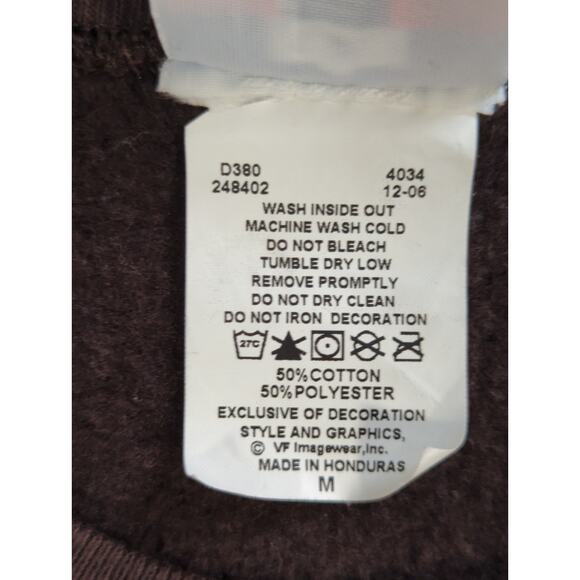 D380 4034
248402 12-06
WASH INSIDE OUT
MACHINE WASH COLD
DO NOT BLEACH
TUMBLE DRY LOW
REMOVE PROMPTLY
DO NOT DRY CLEAN
DO NOT IRON DECORATION
27C
50%COTTON
50%POLYESTER
EXCLUSIVE OF DECORATION
STYLE AND GRAPHICS,
© VF Imagewear,Inc.
MADE IN HONDURAS
M